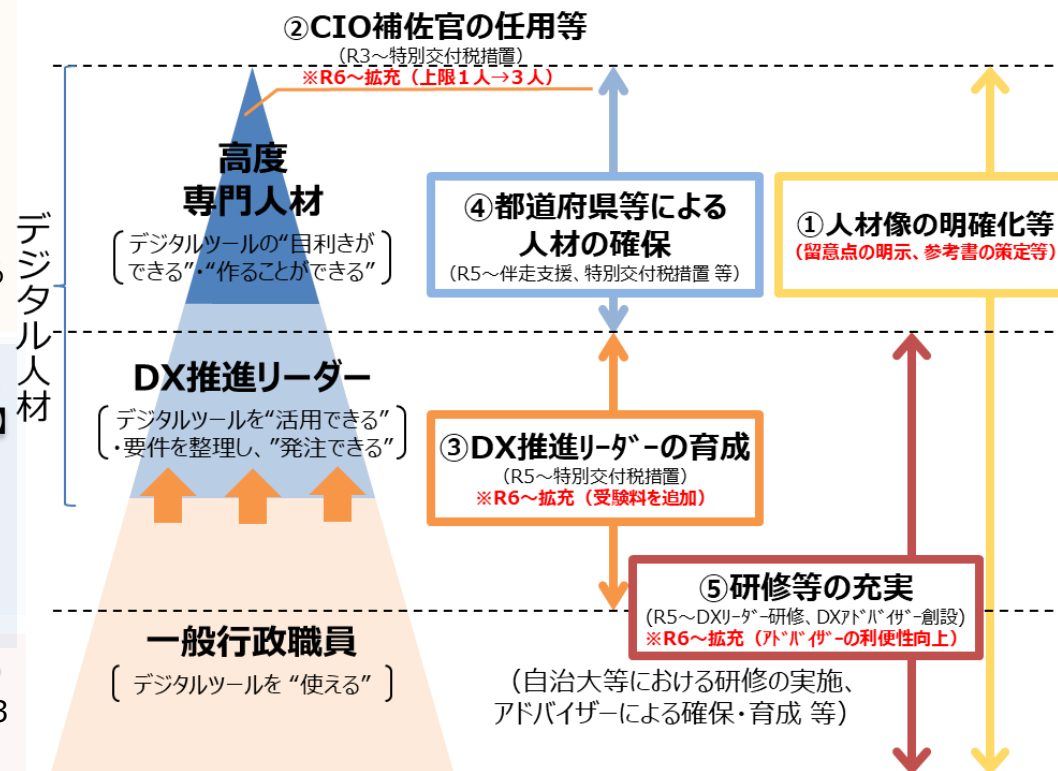 ②CIO補佐官の任用等
(R3～特別交付税措置)
※R6～拡充（上限１人→３人）
デジタル人材
高度
専門人材
デジタルツールの“目利きが
できる”・“作ることができる”
④都道府県等による
人材の確保
(R5～伴走支援、特別交付税措置 等)
①人材像の明確化等
(留意点の明示、参考書の策定等)
DX推進リーダー
デジタルツールを“活用できる”
・要件を整理し、”発注できる”
③DX推進ﾘｰﾀﾞｰの育成
(R5～特別交付税措置)
※R6～拡充（受験料を追加）
⑤研修等の充実
(R5～DXﾘｰﾀﾞｰ研修、DXｱﾄﾞﾊﾞｲｻﾞｰ創設)
※R6～拡充（ｱﾄﾞﾊﾞｲｻﾞｰの利便性向上）
一般行政職員
デジタルツールを “使える”
（自治大等における研修の実施、
アドバイザーによる確保・育成 等）